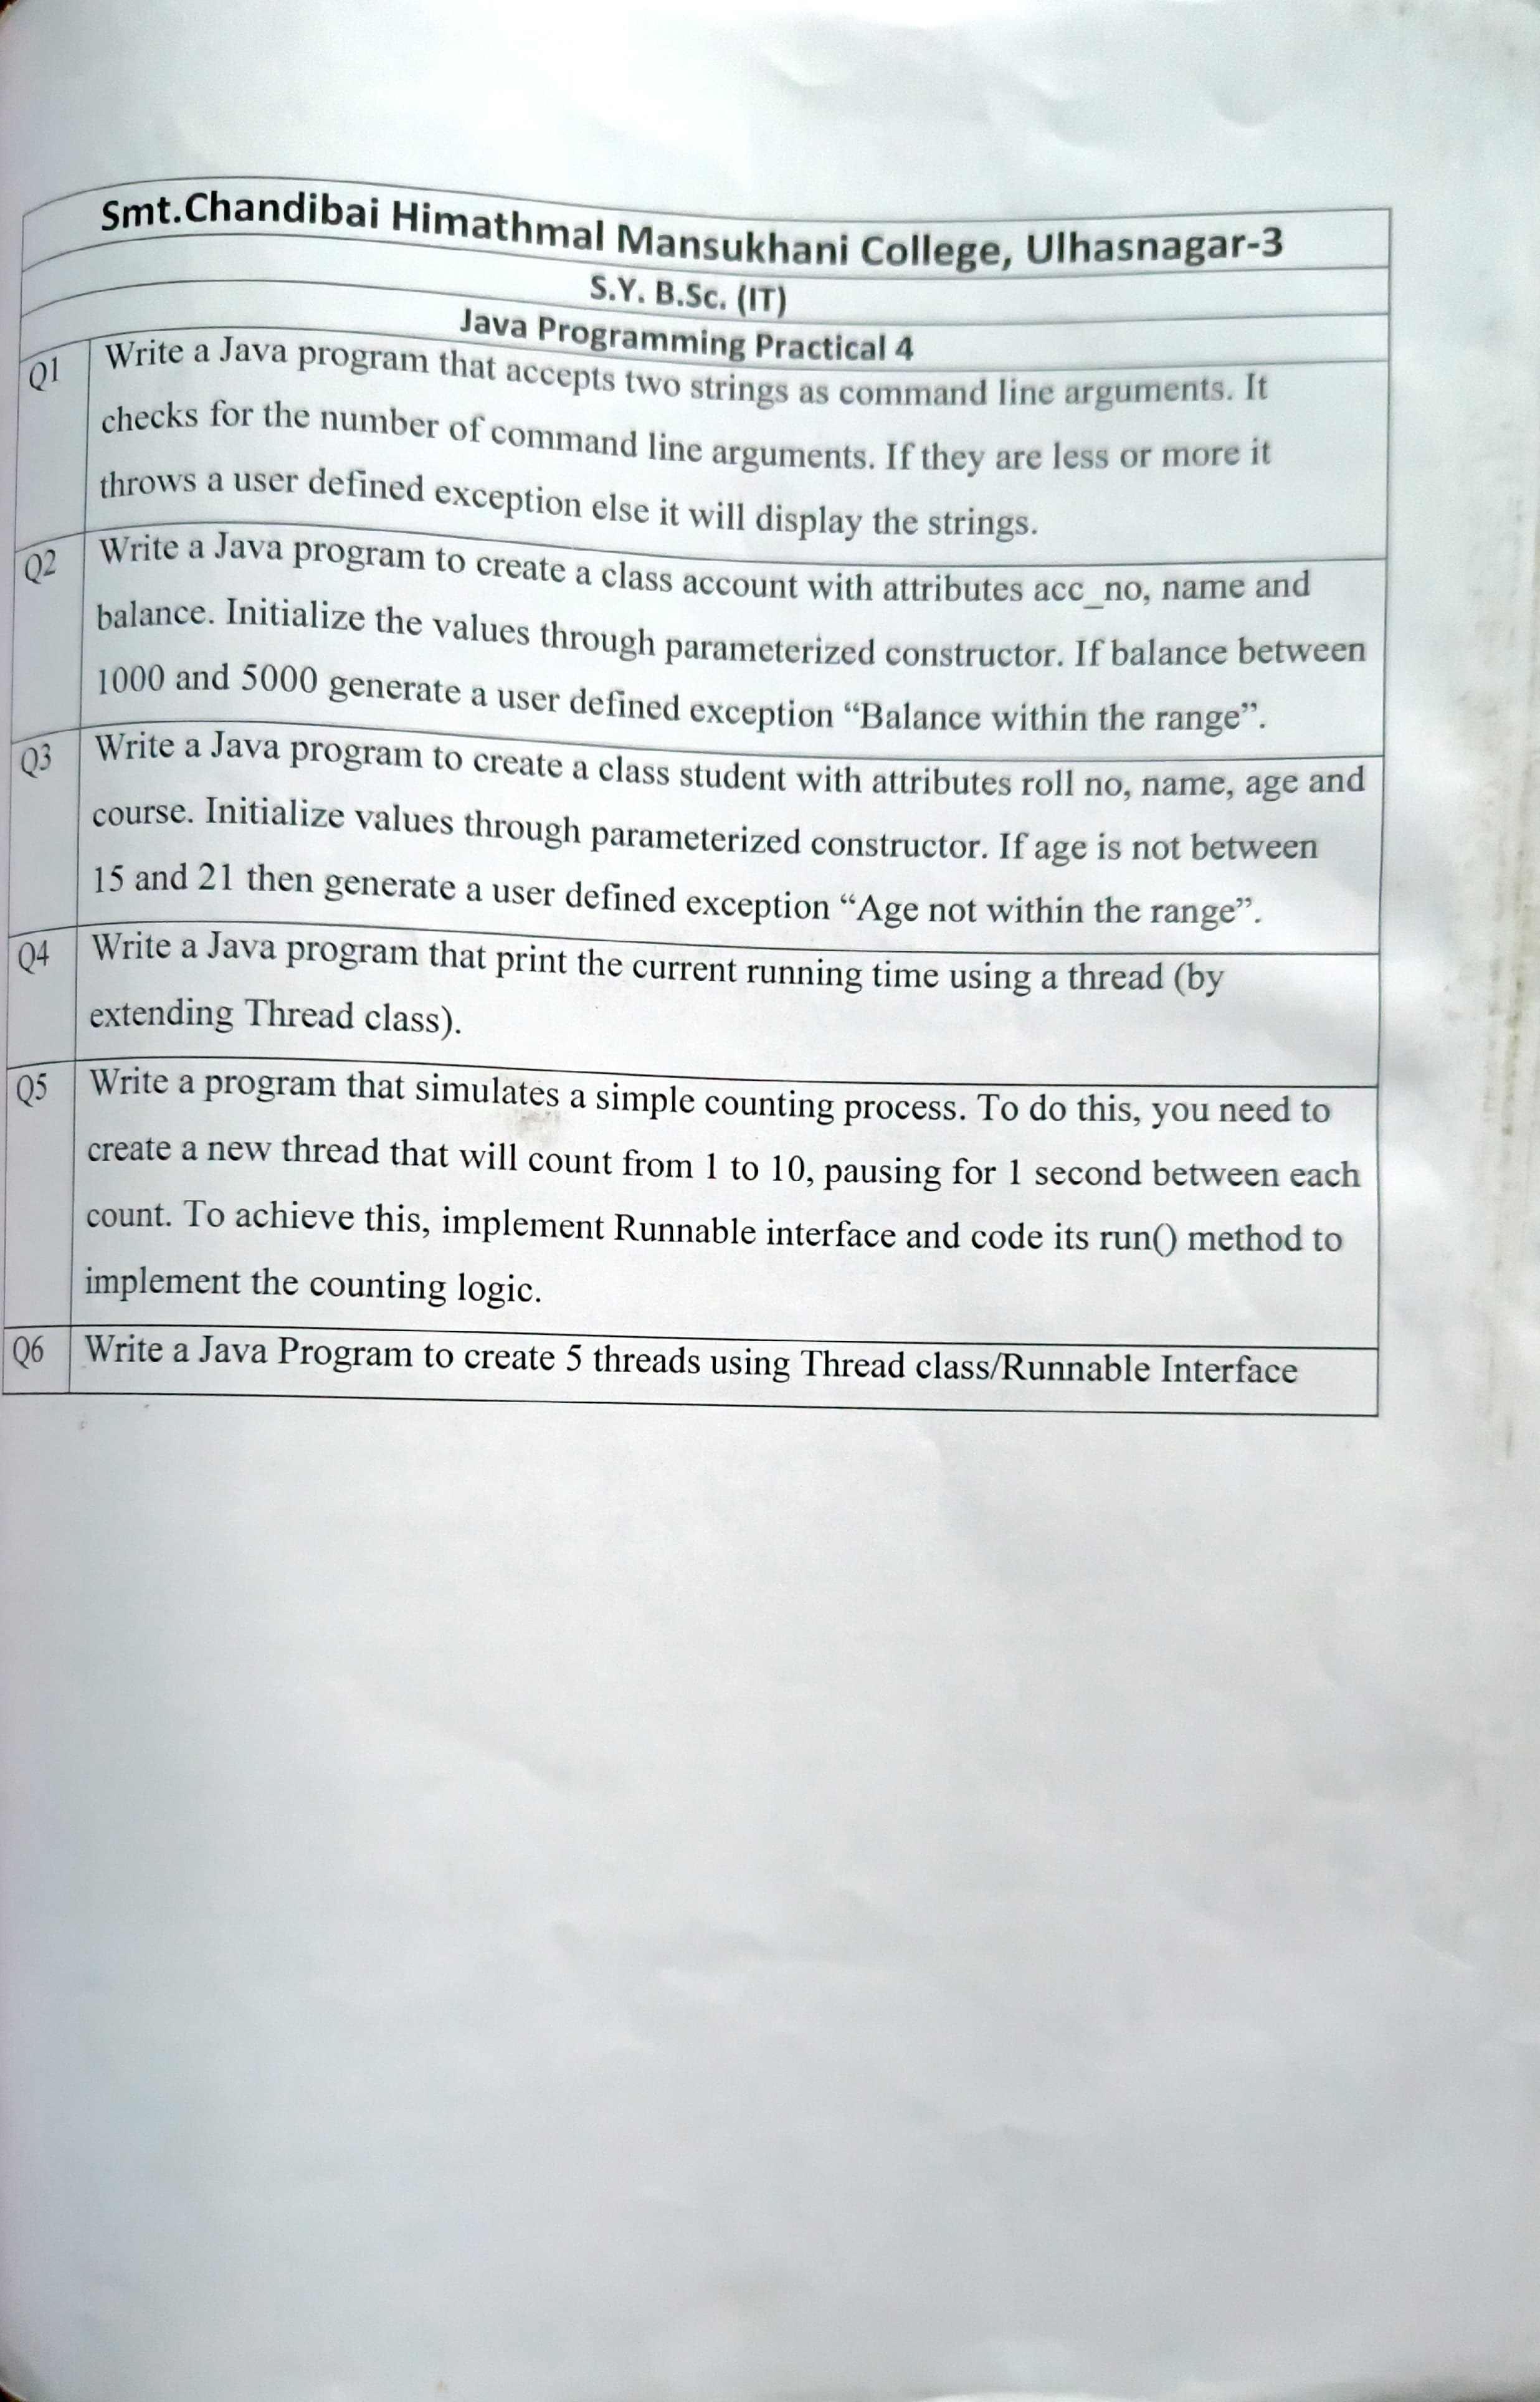 Smt.Chandibai Himathmal Mansukhani College, Ulhasnagar-3
S.Y. B.Sc. (IT)
Java Programming Practical 4
Q1 Write a Java program that accepts two strings as command line arguments. It
checks for the number of command line arguments. If they are less or more it
throws a user defined exception else it will display the strings.
Q2 Write a Java program to create a class account with attributes acc_no, name and
balance. Initialize the values through parameterized constructor. If balance between
1000 and 5000 generate a user defined exception “Balance within the range”.
Q3 Write a Java program to create a class student with attributes roll no, name, age and
course. Initialize values through parameterized constructor. If age is not between
15 and 21 then generate a user defined exception “Age not within the range”.
Q4 Write a Java program that print the current running time using a thread (by
extending Thread class).
Q5 Write a program that simulates a simple counting process. To do this, you need to
create a new thread that will count from 1 to 10, pausing for 1 second between each
count. To achieve this, implement Runnable interface and code its run() method to
implement the counting logic.
Q6 Write a Java Program to create 5 threads using Thread class/Runnable Interface